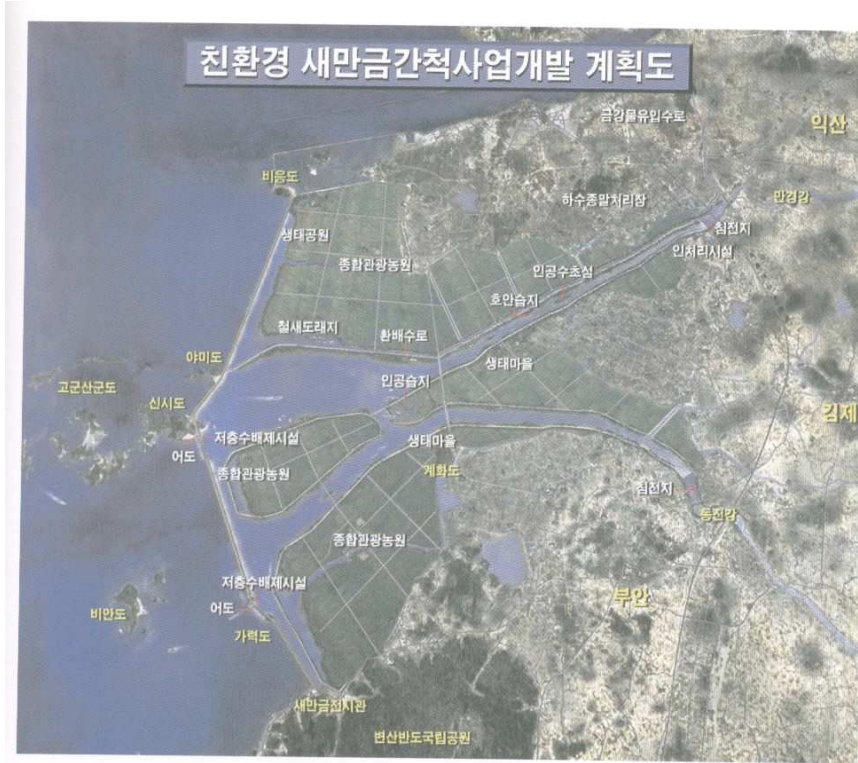 친환경 새만금간척사업개발 계획도
금강물유입수로
익산
비응도
하수종말처리장
만경강
생태공원
침전지
종합관광농원
인처리시설
인공수초섬
호안습지
철새도래지
환배수로
야미도
생태마을
인공습지
고군산군도
신시도
김제
저층수배제시설
생태마을
어도
종합관광농원
계화도
침전지
동진강
종합관광농원
저층수배제시설
부안
비안도
어도
가력도
새만금전시관
변산반도국립공원